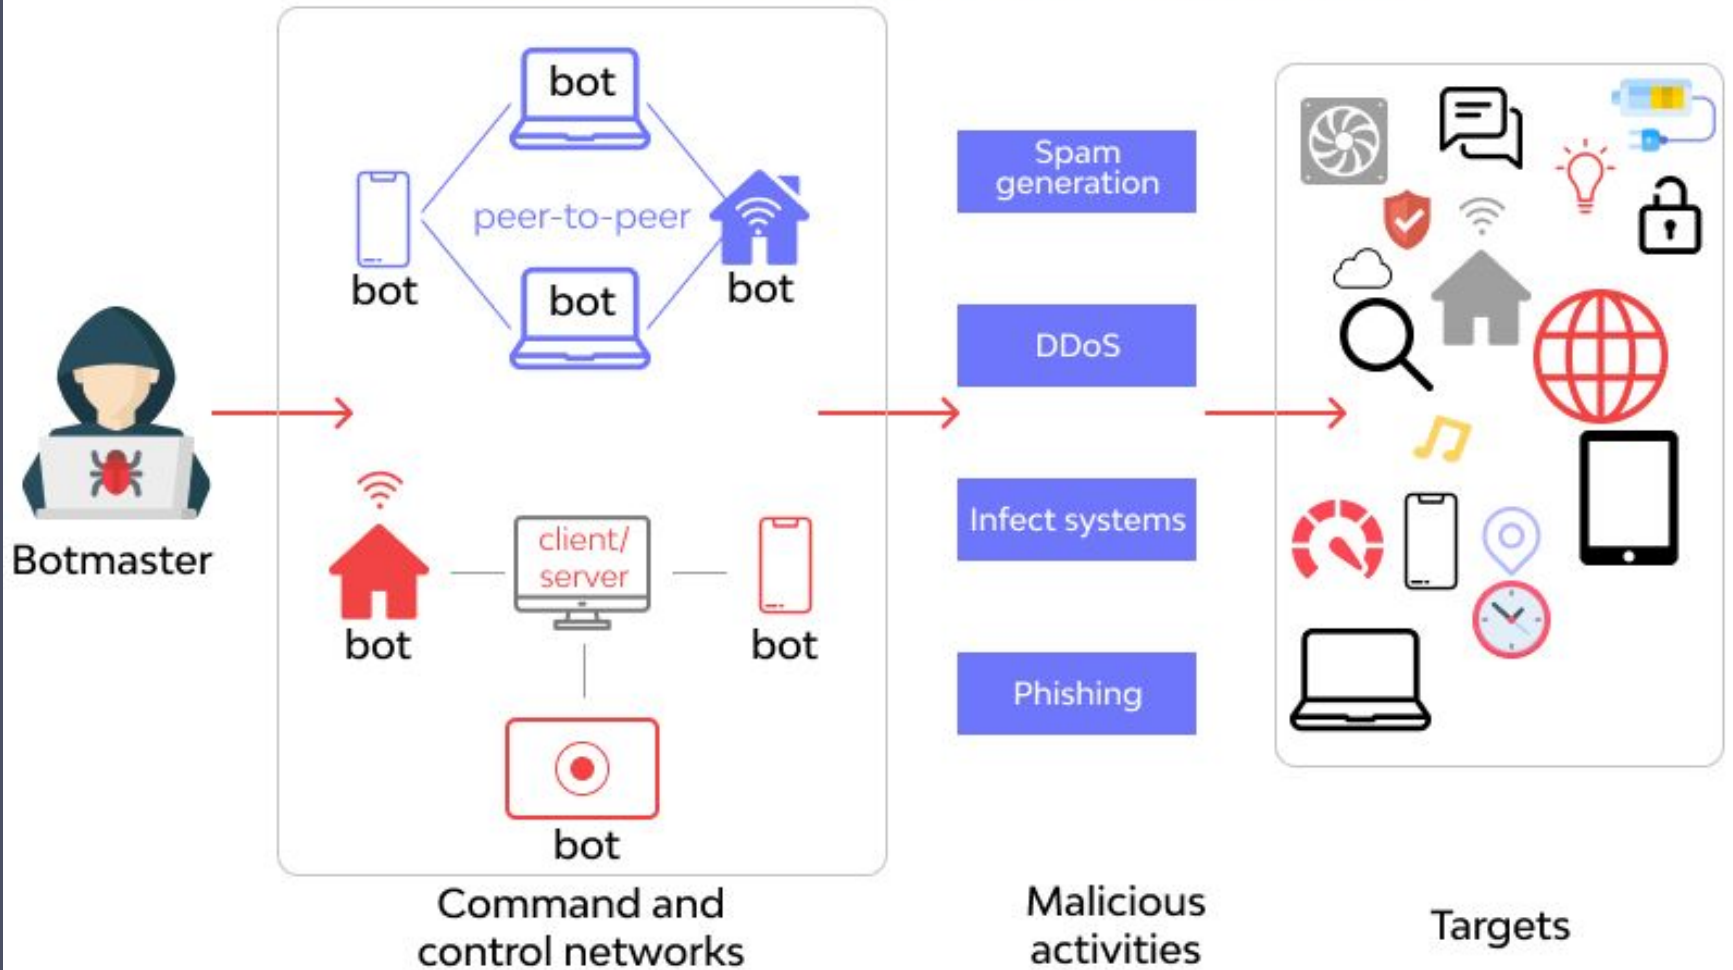 Botmaster
bot
peer-to-peer
bot
bot
bot
client/
server
bot
bot
bot
Command and
control networks
Spam
generation
DDoS
Infect systems
Phishing
Malicious
activities
Targets